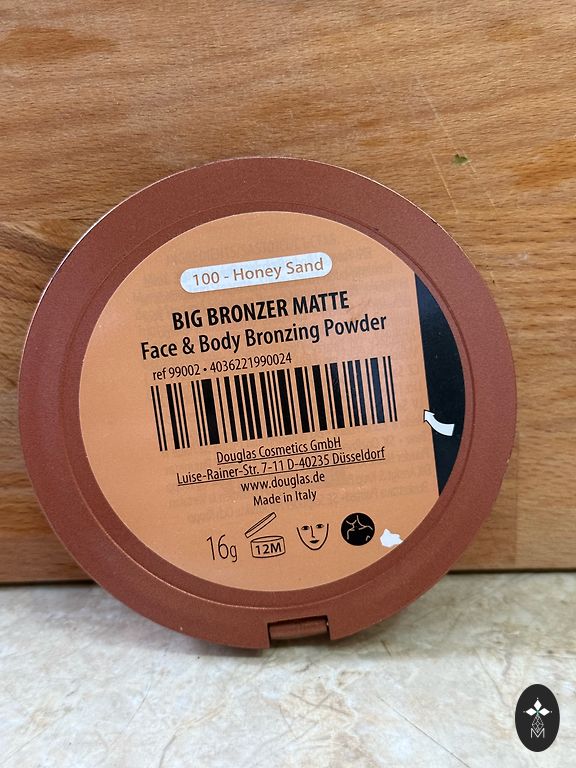 100 - Honey Sand
BIG BRONZER MATTE
Face & Body Bronzing Powder
ref 99002 • 4036221990024
Douglas Cosmetics GmbH
Luise-Rainer-Str. 7-11 D-40235 Düsseldorf
www.douglas.de
Made in Italy
16g 12M
M